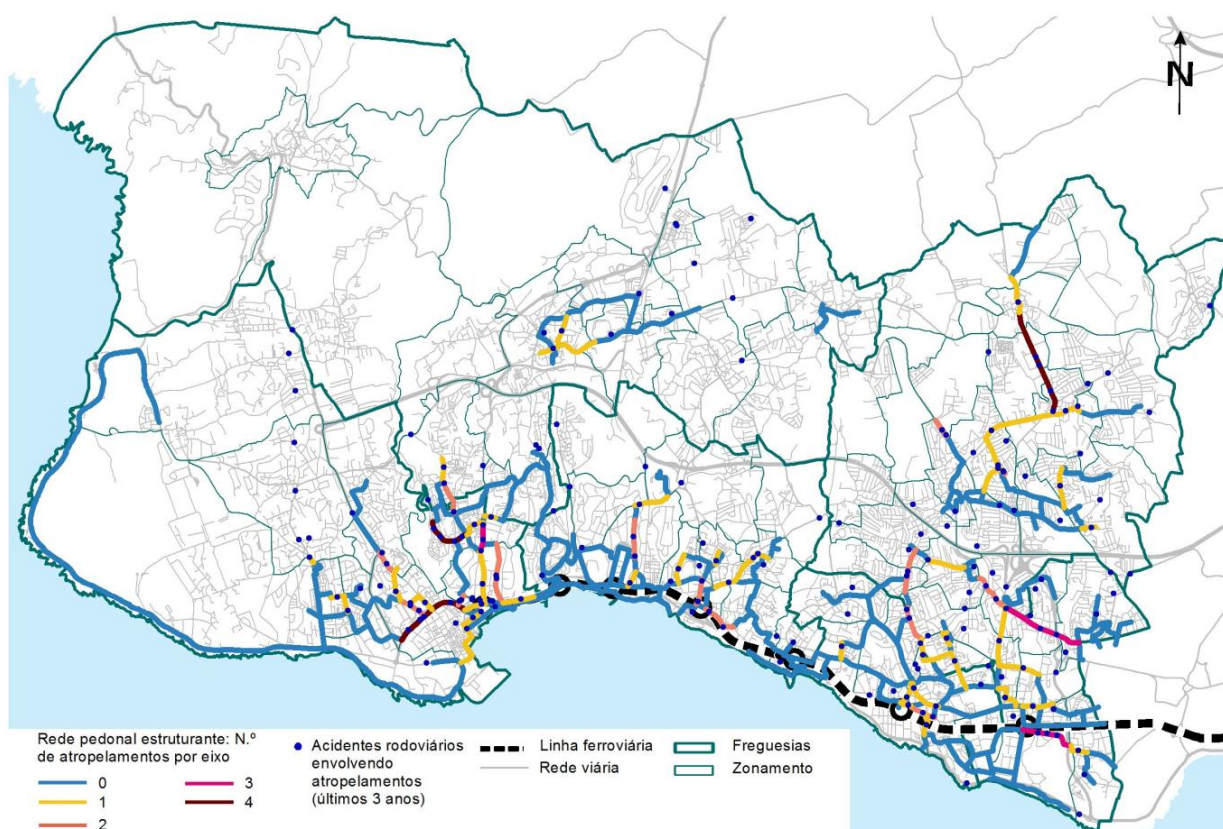 N
Rede pedonal estruturante: N.º
de atropelamentos por eixo
0
1
2
3
4
Acidentes rodoviários
envolvendo
atropelamentos
(últimos 3 anos)
Linha ferroviária
Rede viária
Freguesias
Zonamento